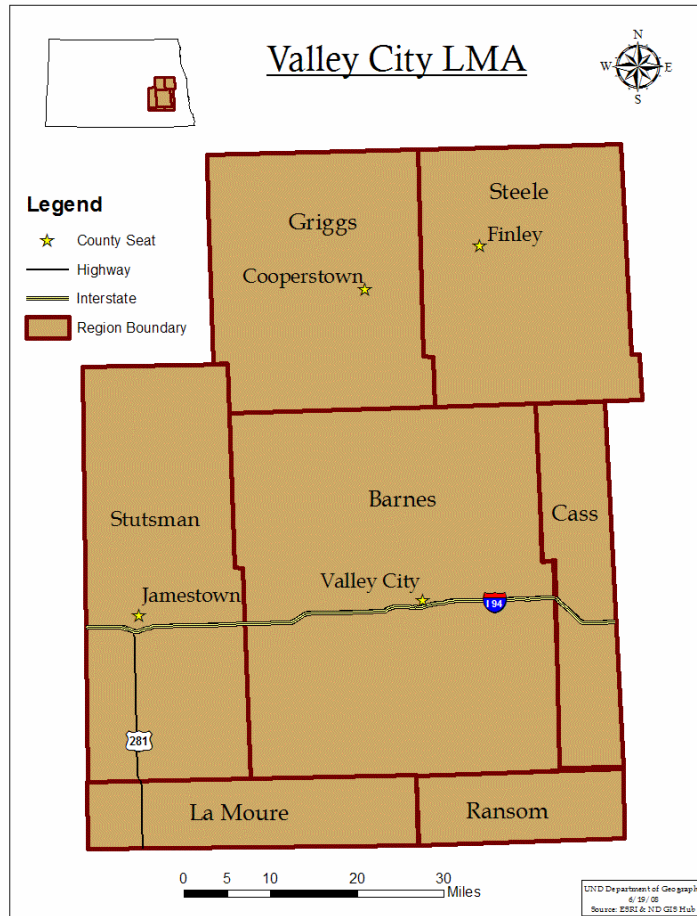 Valley City LMA
N
W E
S
Legend
County Seat
Highway
Interstate
Region Boundary
Griggs
Steele
Finley
Cooperstown
Stutsman
Barnes
Cass
Jamestown
Valley City
I 94
281
La Moure
Ransom
0 5 10 20 30
Miles
UND Department of Geograph
6/19/08
Source: ESRI & ND GIS Hub